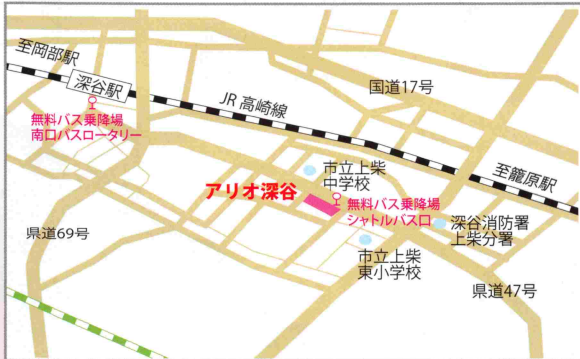 至岡部駅
深谷駅
無料バス乗降場
南口バスロータリー
JR 高崎線
国道17号
市立上柴
中学校
至籠原駅
アリオ深谷
無料バス乗降場
シャトルバス口
深谷消防署
上柴分署
県道69号
市立上柴
東小学校
県道47号